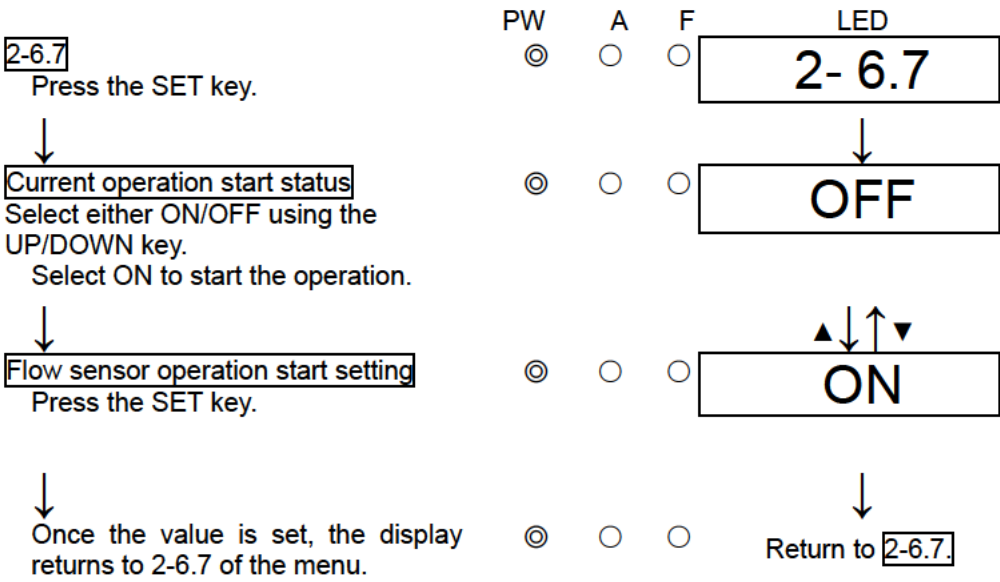 PW A F LED
2-6.7 ◎ ○ ○ 2- 6.7
Press the SET key.
↓ ↓
Current operation start status ◎ ○ ○ OFF
Select either ON/OFF using the
UP/DOWN key.
Select ON to start the operation.
↓ ▲↓↑▼
Flow sensor operation start setting ◎ ○ ○ ON
Press the SET key.
↓ ↓
Once the value is set, the display ◎ ○ ○ Return to 2-6.7.
returns to 2-6.7 of the menu.